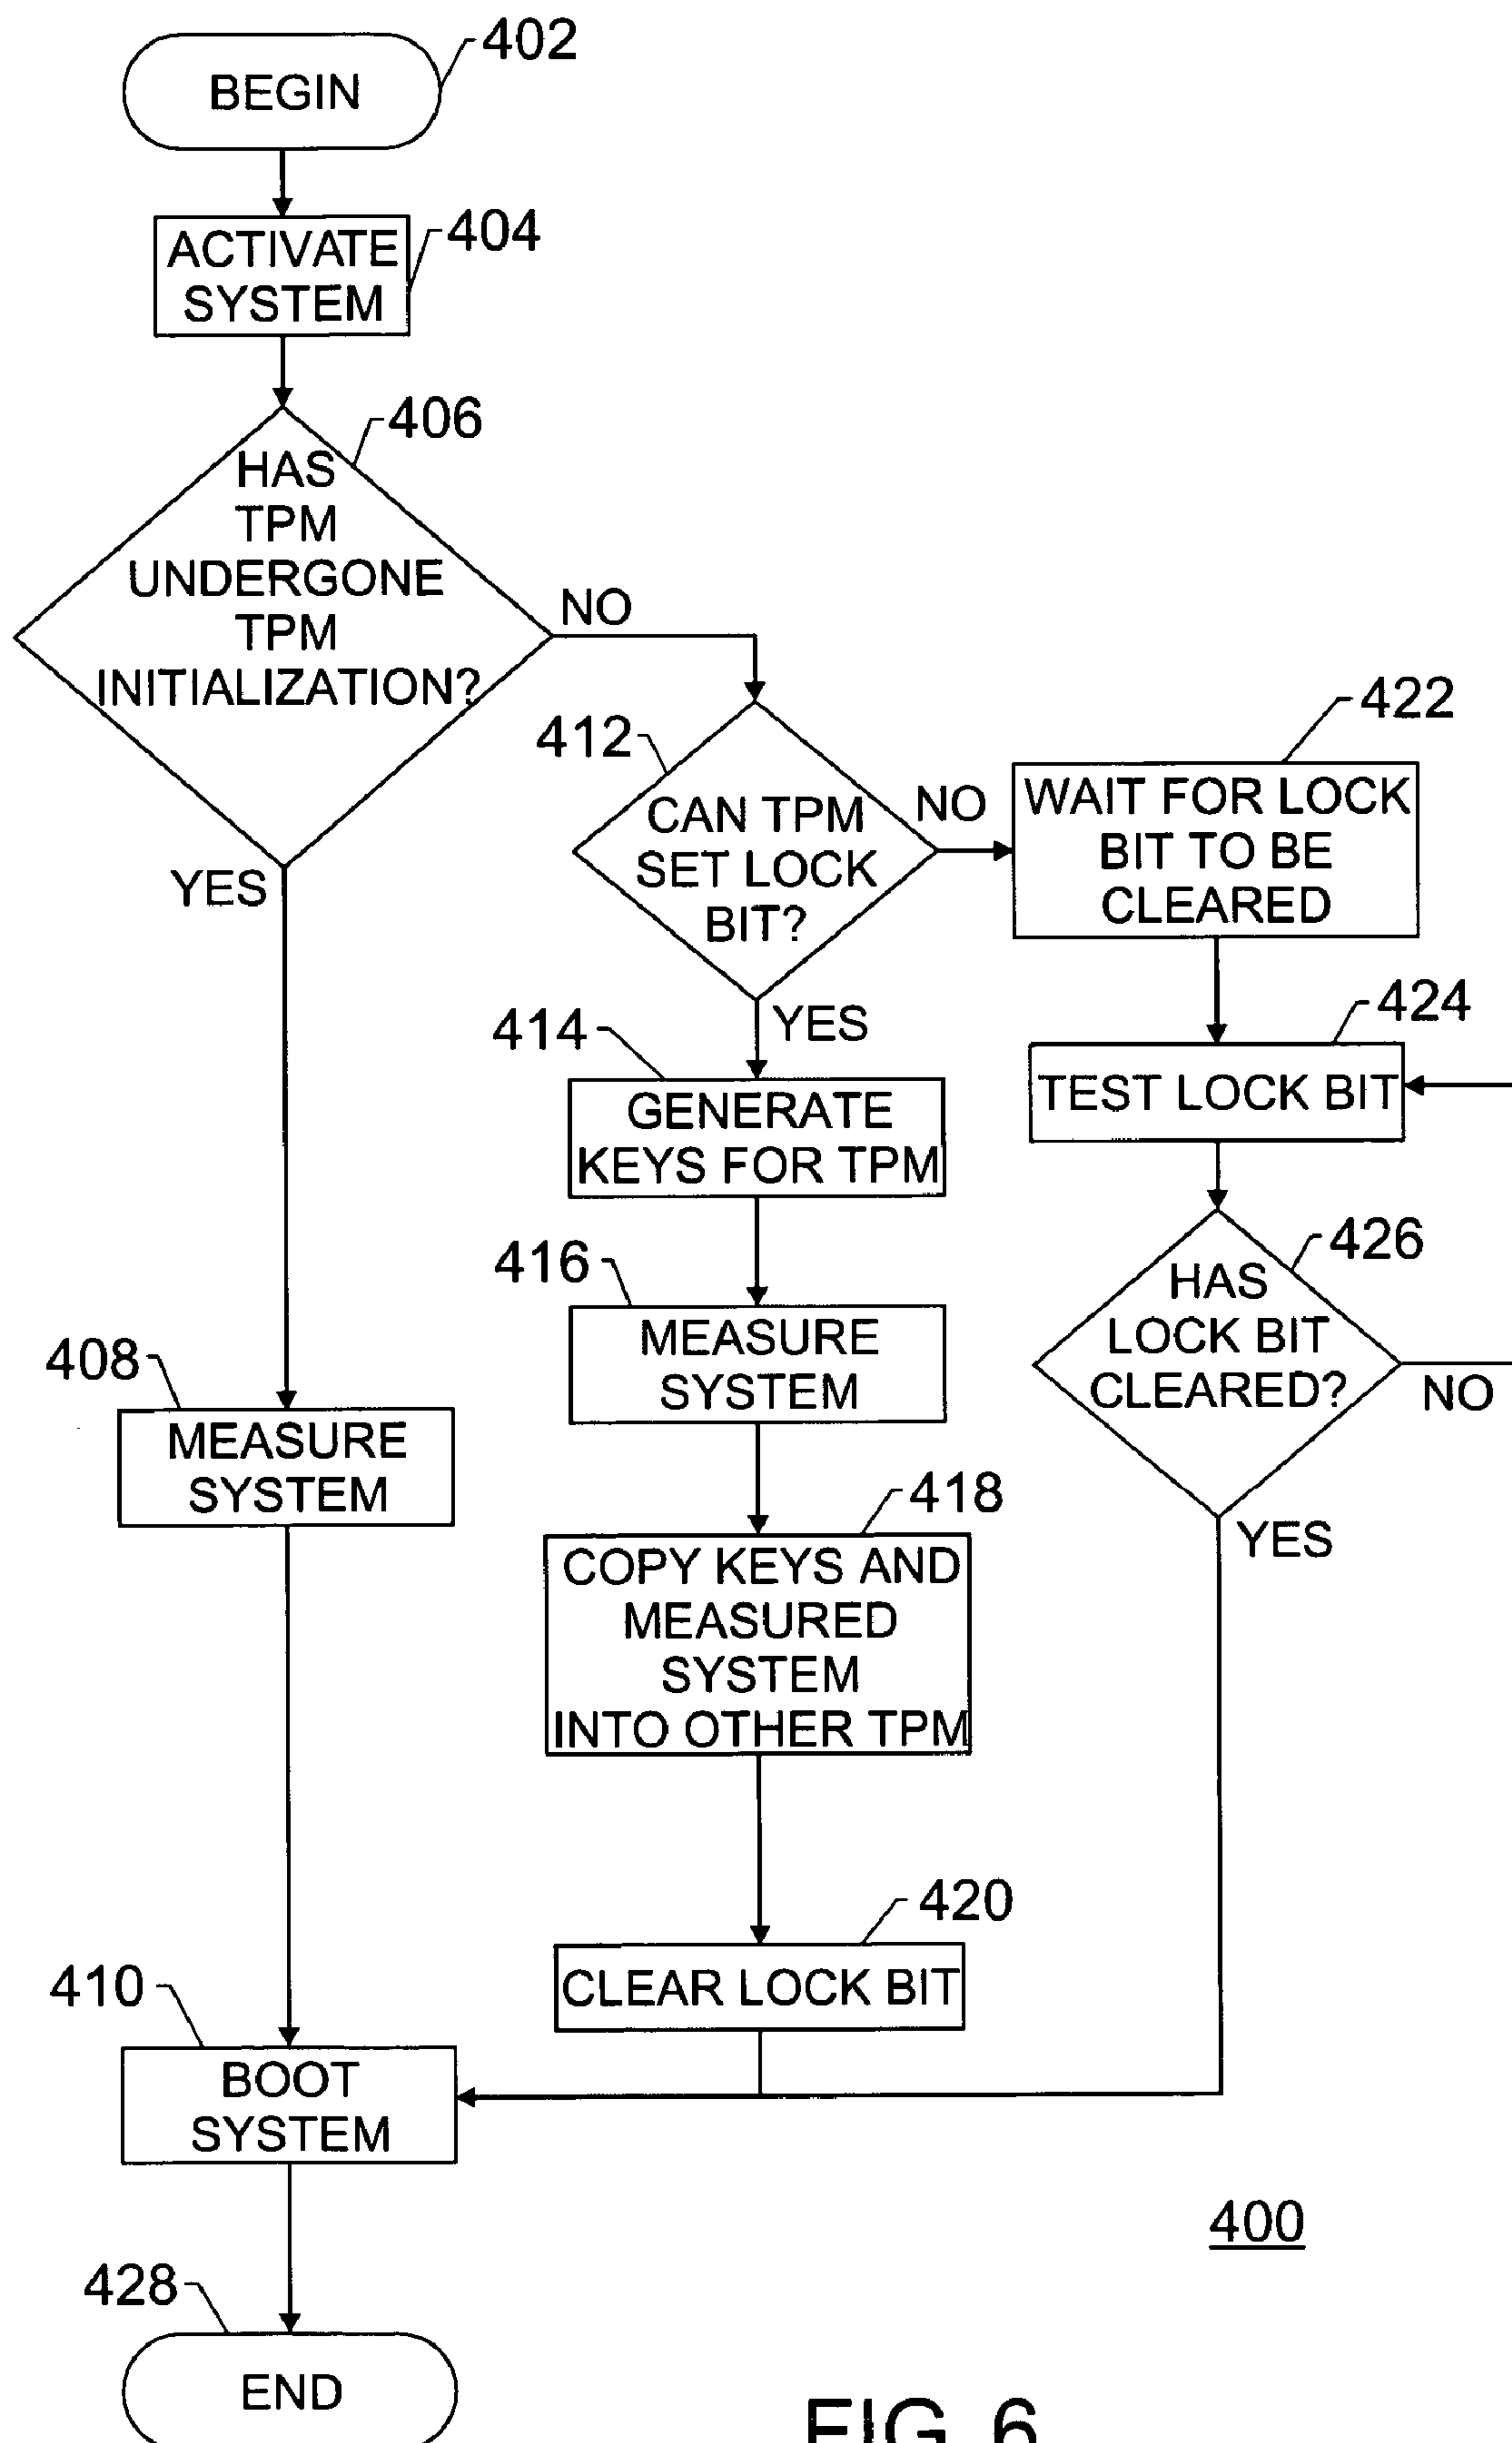 402
BEGIN
404
ACTIVATE
SYSTEM
406
HAS
TPM
UNDERGONE
TPM
INITIALIZATION?
NO
YES
412
CAN TPM
SET LOCK
BIT?
NO
YES
422
WAIT FOR LOCK
BIT TO BE
CLEARED
424
TEST LOCK BIT
426
HAS
LOCK BIT
CLEARED?
NO
YES
414
GENERATE
KEYS FOR TPM
416
MEASURE
SYSTEM
408
MEASURE
SYSTEM
418
COPY KEYS AND
MEASURED
SYSTEM
INTO OTHER TPM
420
CLEAR LOCK BIT
410
BOOT
SYSTEM
400
428
END
FIG. 6